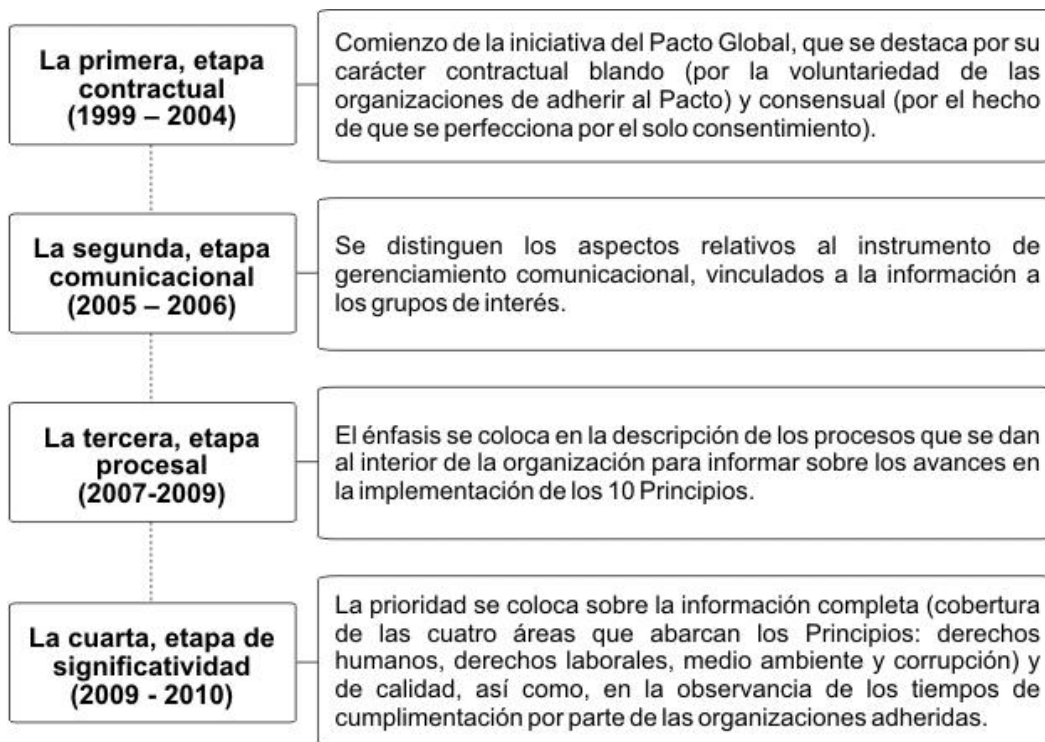 La primera, etapa
contractual
(1999 – 2004)
Comienzo de la iniciativa del Pacto Global, que se destaca por su
carácter contractual blando (por la voluntariedad de las
organizaciones de adherir al Pacto) y consensual (por el hecho
de que se perfecciona por el solo consentimiento).
La segunda, etapa
comunicacional
(2005 – 2006)
Se distinguen los aspectos relativos al instrumento de
gerenciamiento comunicacional, vinculados a la información a
los grupos de interés.
La tercera, etapa
procesal
(2007-2009)
El énfasis se coloca en la descripción de los procesos que se dan
al interior de la organización para informar sobre los avances en
la implementación de los 10 Principios.
La cuarta, etapa de
significatividad
(2009 - 2010)
La prioridad se coloca sobre la información completa (cobertura
de las cuatro áreas que abarcan los Principios: derechos
humanos, derechos laborales, medio ambiente y corrupción) y
de calidad, así como, en la observancia de los tiempos de
cumplimentación por parte de las organizaciones adheridas.